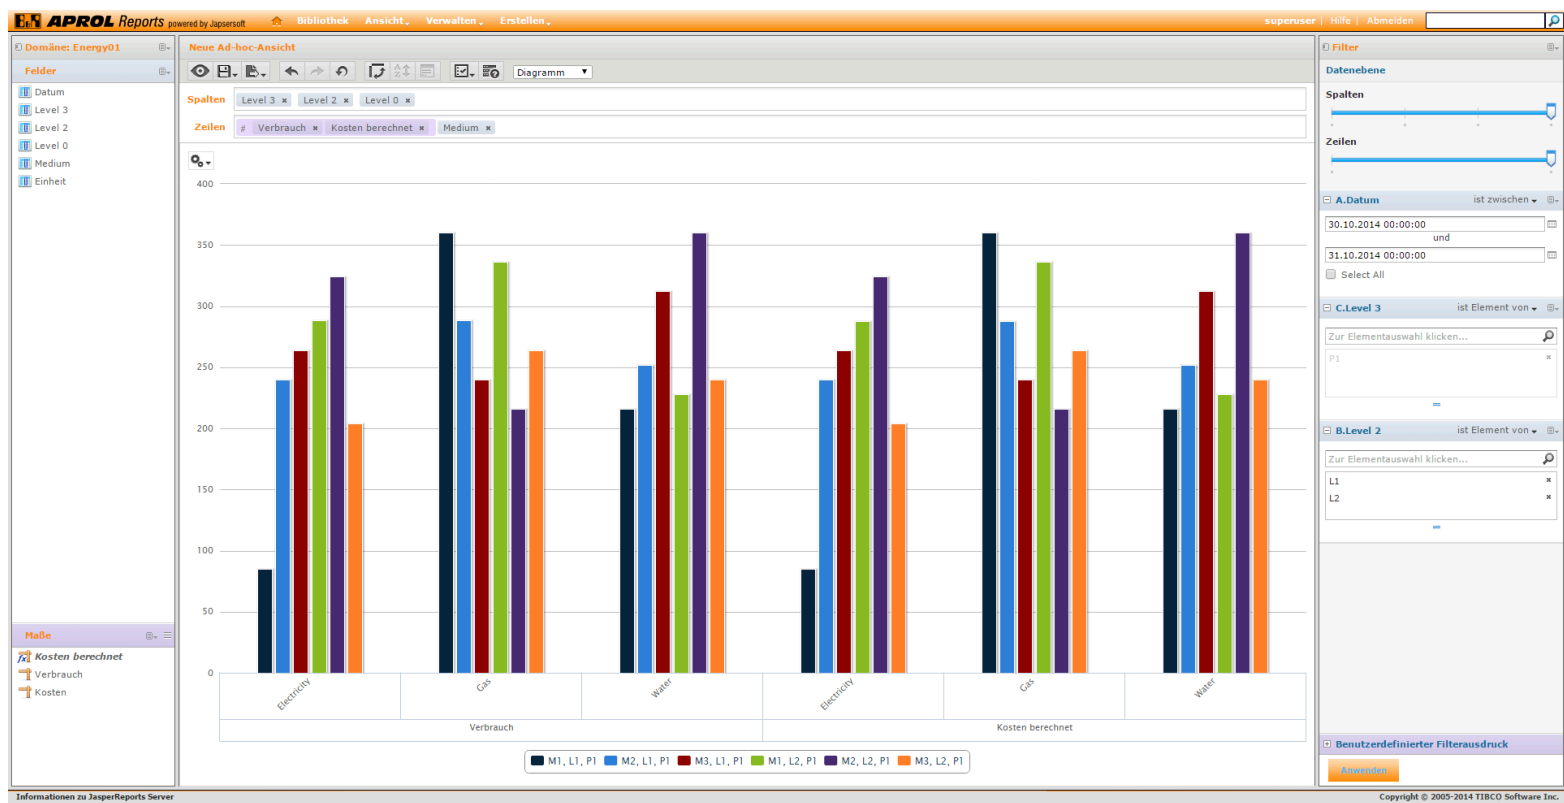 B&R APROL Reports powered by Japsersoft
Bibliothek Ansicht Verwalten Erstellen
superuser Hilfe Abmelden
Domäne: Energy01
Felder
Datum
Level 3
Level 2
Level 0
Medium
Einheit
Maße
Kosten berechnet
Verbrauch
Kosten
Neue Ad-hoc-Ansicht
Diagramm
Spalten Level 3 × Level 2 × Level 0 ×
Zeilen # Verbrauch × Kosten berechnet × Medium ×
400
350
300
250
200
150
100
50
0
Electricity Gas Water Electricity Gas Water
Verbrauch Kosten berechnet
M1, L1, P1 M2, L1, P1 M3, L1, P1 M1, L2, P1 M2, L2, P1 M3, L2, P1
Filter
Datenebene
Spalten
Zeilen
A.Datum ist zwischen
30.10.2014 00:00:00
und
31.10.2014 00:00:00
Select All
C.Level 3 ist Element von
Zur Elementauswahl klicken...
P1 ×
B.Level 2 ist Element von
Zur Elementauswahl klicken...
L1 ×
L2 ×
Benutzerdefinierter Filterausdruck
Anwenden
Informationen zu JasperReports Server
Copyright © 2005-2014 TIBCO Software Inc.